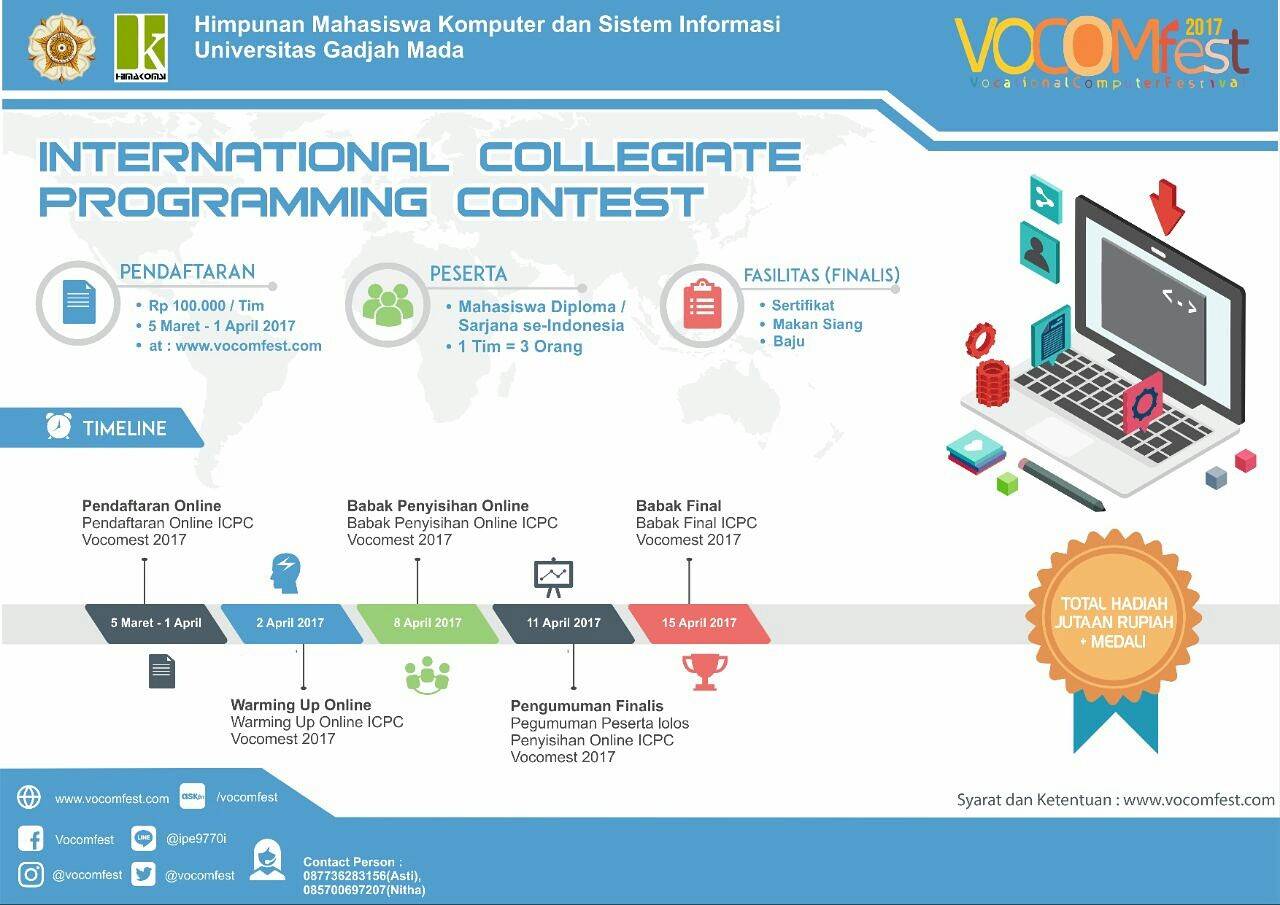 Himpunan Mahasiswa Komputer dan Sistem Informasi
Universitas Gadjah Mada
HIMAKOMSI
VOCOMfest
2017
VocationalComputerFestiva
INTERNATIONAL COLLEGIATE
PROGRAMMING CONTEST
PENDAFTARAN
• Rp 100.000 / Tim
• 5 Maret - 1 April 2017
• at : www.vocomfest.com
PESERTA
• Mahasiswa Diploma /
Sarjana se-Indonesia
• 1 Tim = 3 Orang
FASILITAS (FINALIS)
• Sertifikat
• Makan Siang
• Baju
TIMELINE
Pendaftaran Online
Pendaftaran Online ICPC
Vocomest 2017
Babak Penyisihan Online
Babak Penyisihan Online ICPC
Vocomest 2017
Babak Final
Babak Final ICPC
Vocomest 2017
5 Maret - 1 April
2 April 2017
8 April 2017
11 April 2017
15 April 2017
Warming Up Online
Warming Up Online ICPC
Vocomest 2017
Pengumuman Finalis
Pegumuman Peserta lolos
Penyisihan Online ICPC
Vocomest 2017
TOTAL HADIAH
JUTAAN RUPIAH
+ MEDALI
Syarat dan Ketentuan : www.vocomfest.com
www.vocomfest.com
ASKfm
/vocomfest
Vocomfest
LINE
@ipe9770i
@vocomfest
@vocomfest
Contact Person :
087736283156(Asti),
085700697207(Nitha)